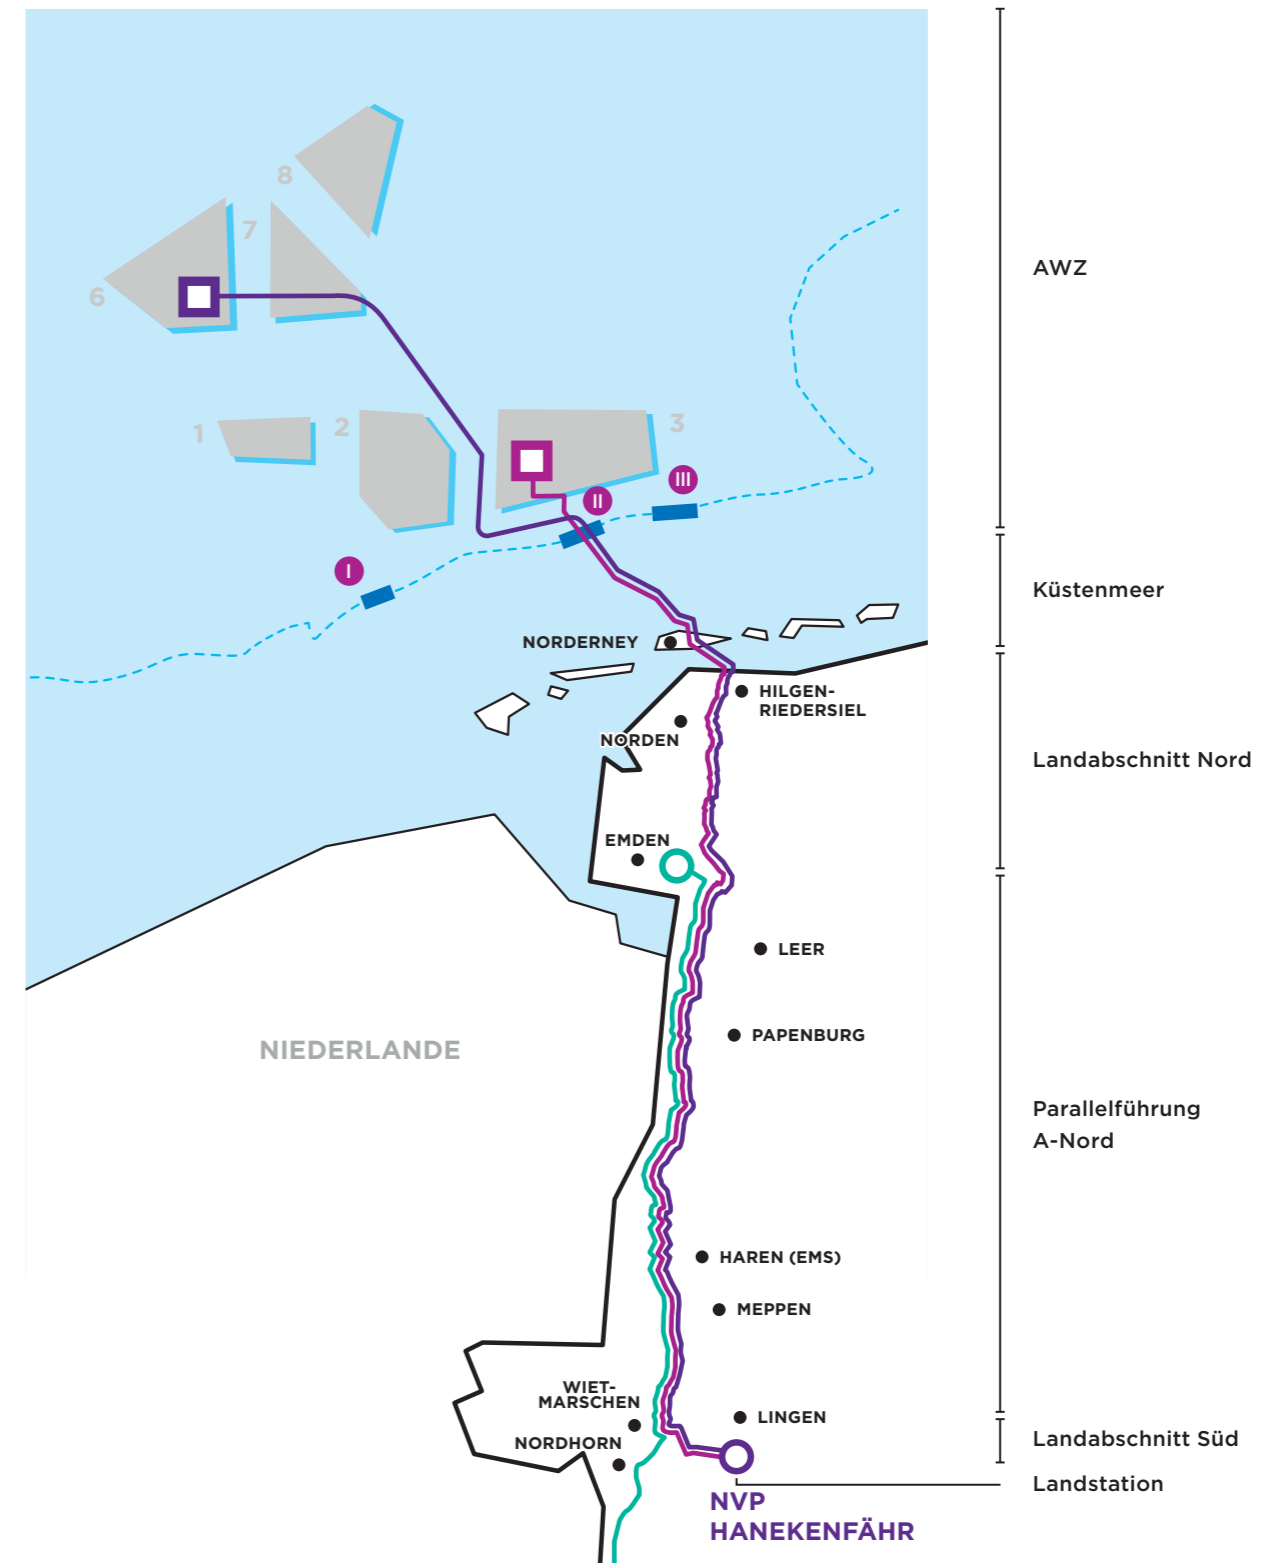 8
7
6
AWZ
1
2
3
III
II
I
Küstenmeer
NORDERNEY
HILGEN-
RIEDERSIEL
NORDEN
Landabschnitt Nord
EMDEN
LEER
PAPENBURG
NIEDERLANDE
Parallelführung
A-Nord
HAREN (EMS)
MEPPEN
WIET-
MARSCHEN
LINGEN
NORDHORN
Landabschnitt Süd
Landstation
NVP
HANEKENFÄHR